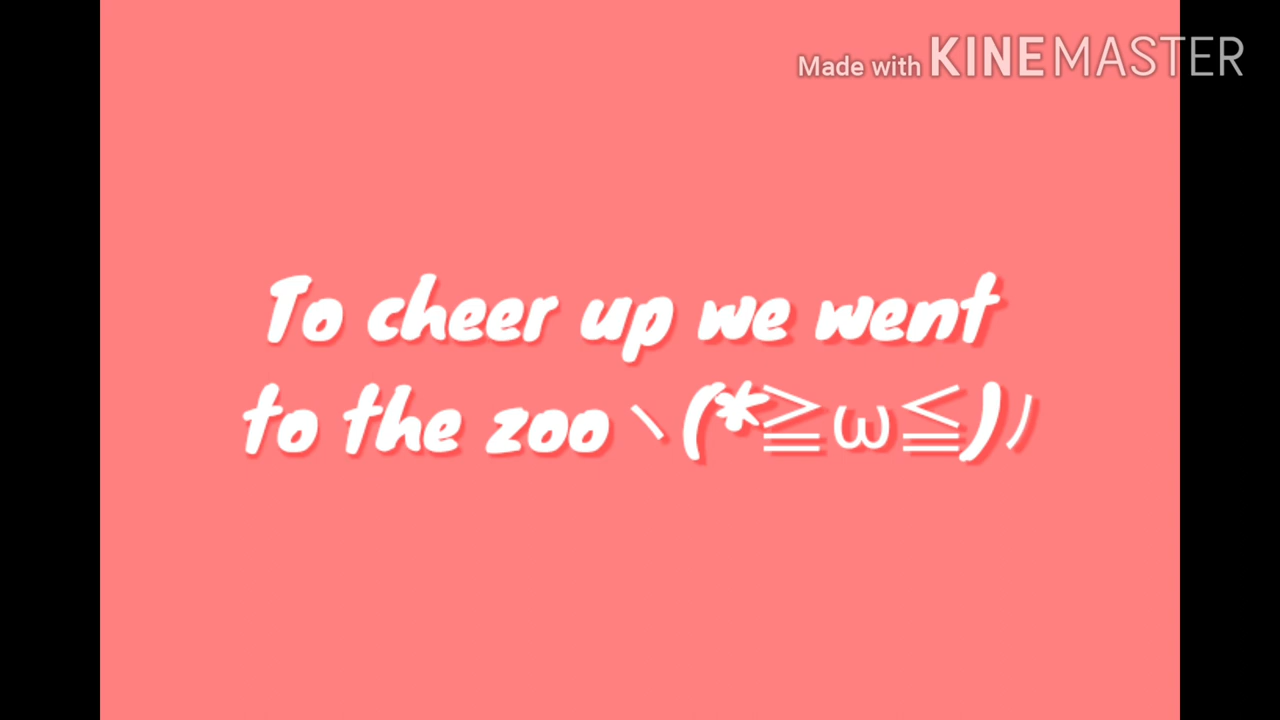 Made with KINEMASTER
To cheer up we went
to the zoo ヽ(*≧ω≦)ﾉ